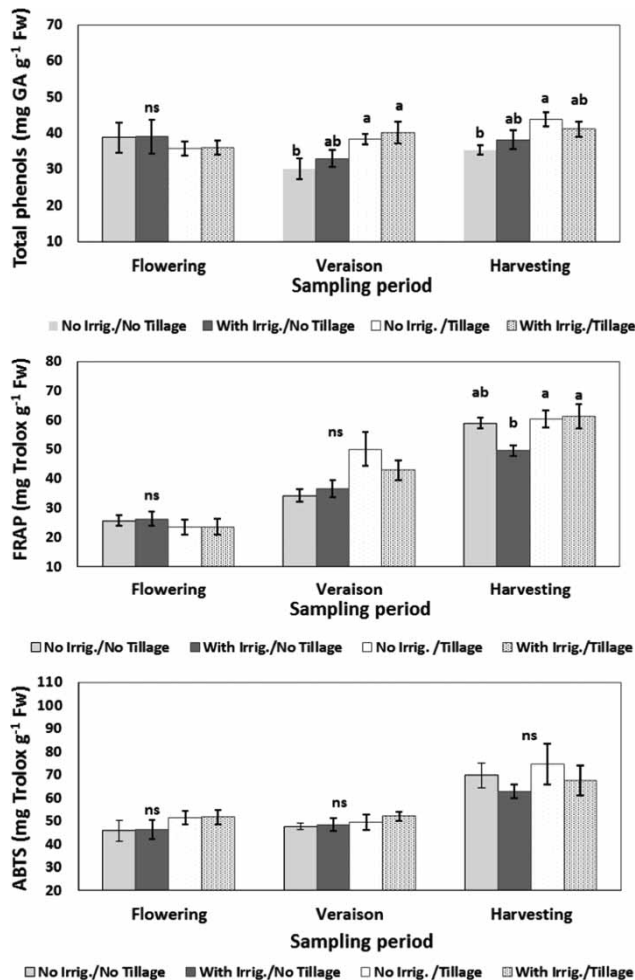 Total phenols (mg GA g⁻¹ Fw)
70
60
50
40
30
20
10
ns
b
ab
a
a
b
ab
a
ab
Flowering
Veraison
Harvesting
Sampling period
No Irrig./No Tillage
With Irrig./No Tillage
No Irrig. /Tillage
With Irrig./Tillage
FRAP (mg Trolox g⁻¹ Fw)
80
70
60
50
40
30
20
10
ns
ns
ab
b
a
a
Flowering
Veraison
Harvesting
Sampling period
No Irrig./No Tillage
With Irrig./No Tillage
No Irrig. /Tillage
With Irrig./Tillage
ABTS (mg Trolox g⁻¹ Fw)
110
100
90
80
70
60
50
40
30
20
ns
ns
ns
Flowering
Veraison
Harvesting
Sampling period
No Irrig./No Tillage
With Irrig./No Tillage
No Irrig. /Tillage
With Irrig./Tillage